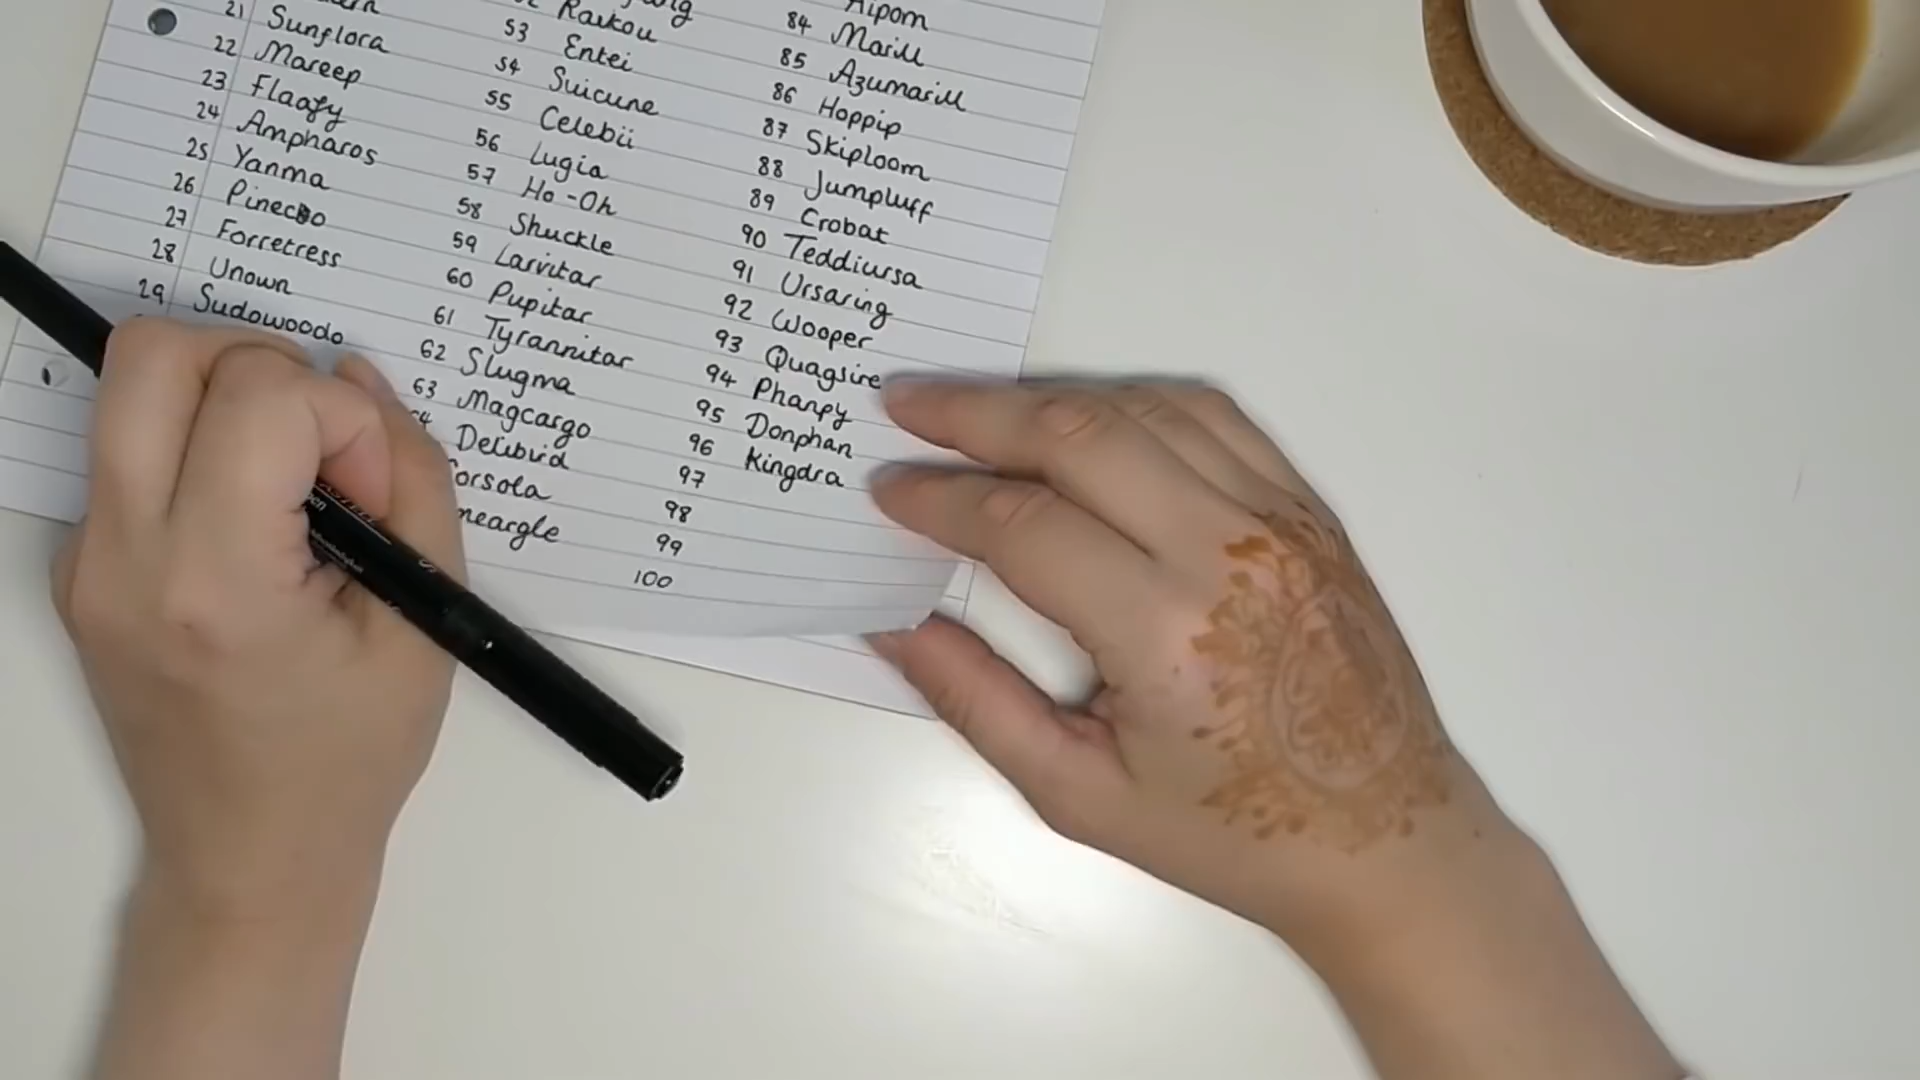 21 Sunflora
22 Mareep
23 Flaafy
24 Ampharos
25 Yanma
26 Pineco
27 Forretress
28 Unown
29 Sudowoodo
Raikou
53 Entei
54 Suicune
55 Celebii
56 Lugia
57 Ho-Oh
58 Shuckle
59 Larvitar
60 Pupitar
61 Tyrannitar
62 Slugma
63 Magcargo
Delibird
orsola
meargle
Aipom
84 Marill
85 Azumarill
86 Hoppip
87 Skiploom
88 Jumpluff
89 Crobat
90 Teddiursa
91 Ursaring
92 Wooper
93 Quagsire
94 Phanpy
95 Donphan
96 Kingdra
97
98
99
100